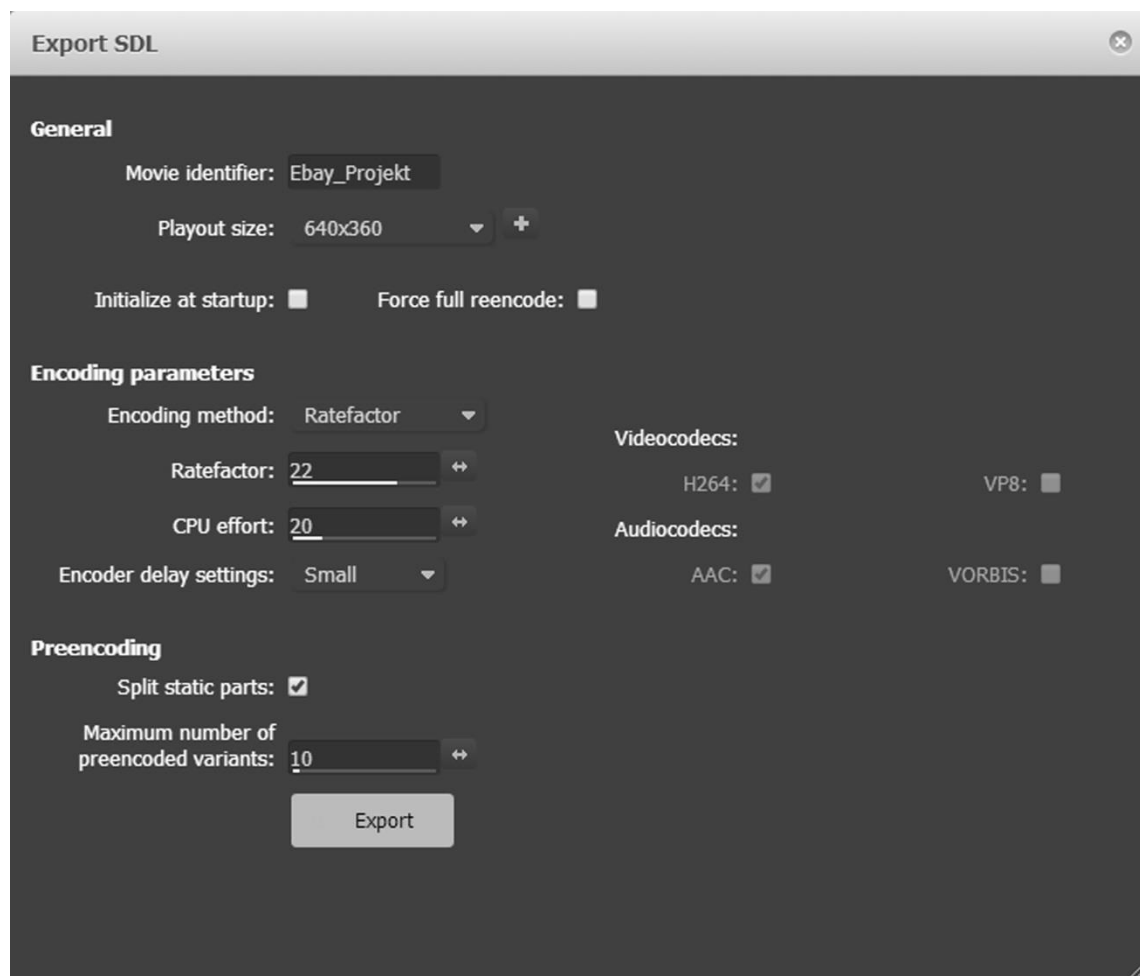 Export SDL
General
Movie identifier: Ebay_Projekt
Playout size: 640x360
Initialize at startup: Force full reencode:
Encoding parameters
Encoding method: Ratefactor
Videocodecs:
Ratefactor: 22
H264: VP8:
CPU effort: 20
Audiocodecs:
Encoder delay settings: Small
AAC: VORBIS:
Preencoding
Split static parts:
Maximum number of
preencoded variants: 10
Export